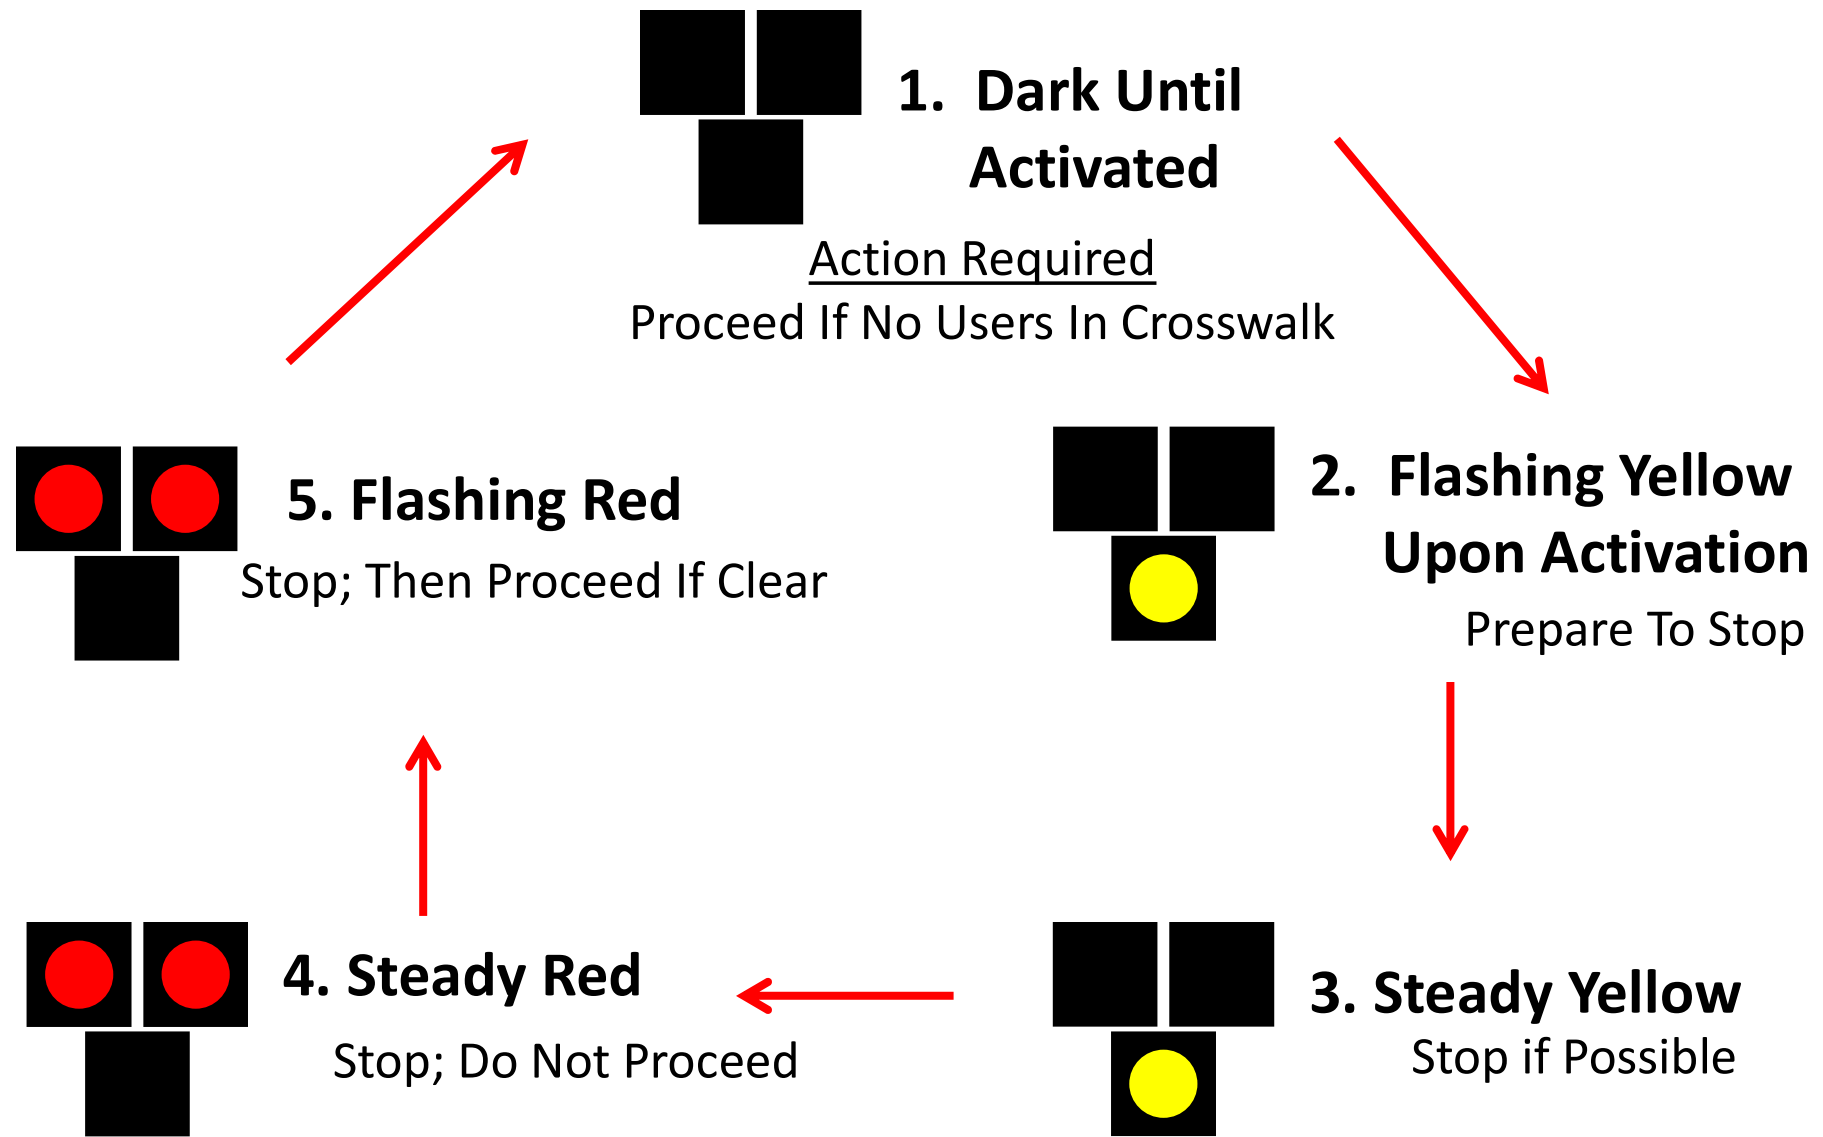 1. Dark Until
Activated
Action Required
Proceed If No Users In Crosswalk
2. Flashing Yellow
Upon Activation
Prepare To Stop
3. Steady Yellow
Stop if Possible
4. Steady Red
Stop; Do Not Proceed
5. Flashing Red
Stop; Then Proceed If Clear